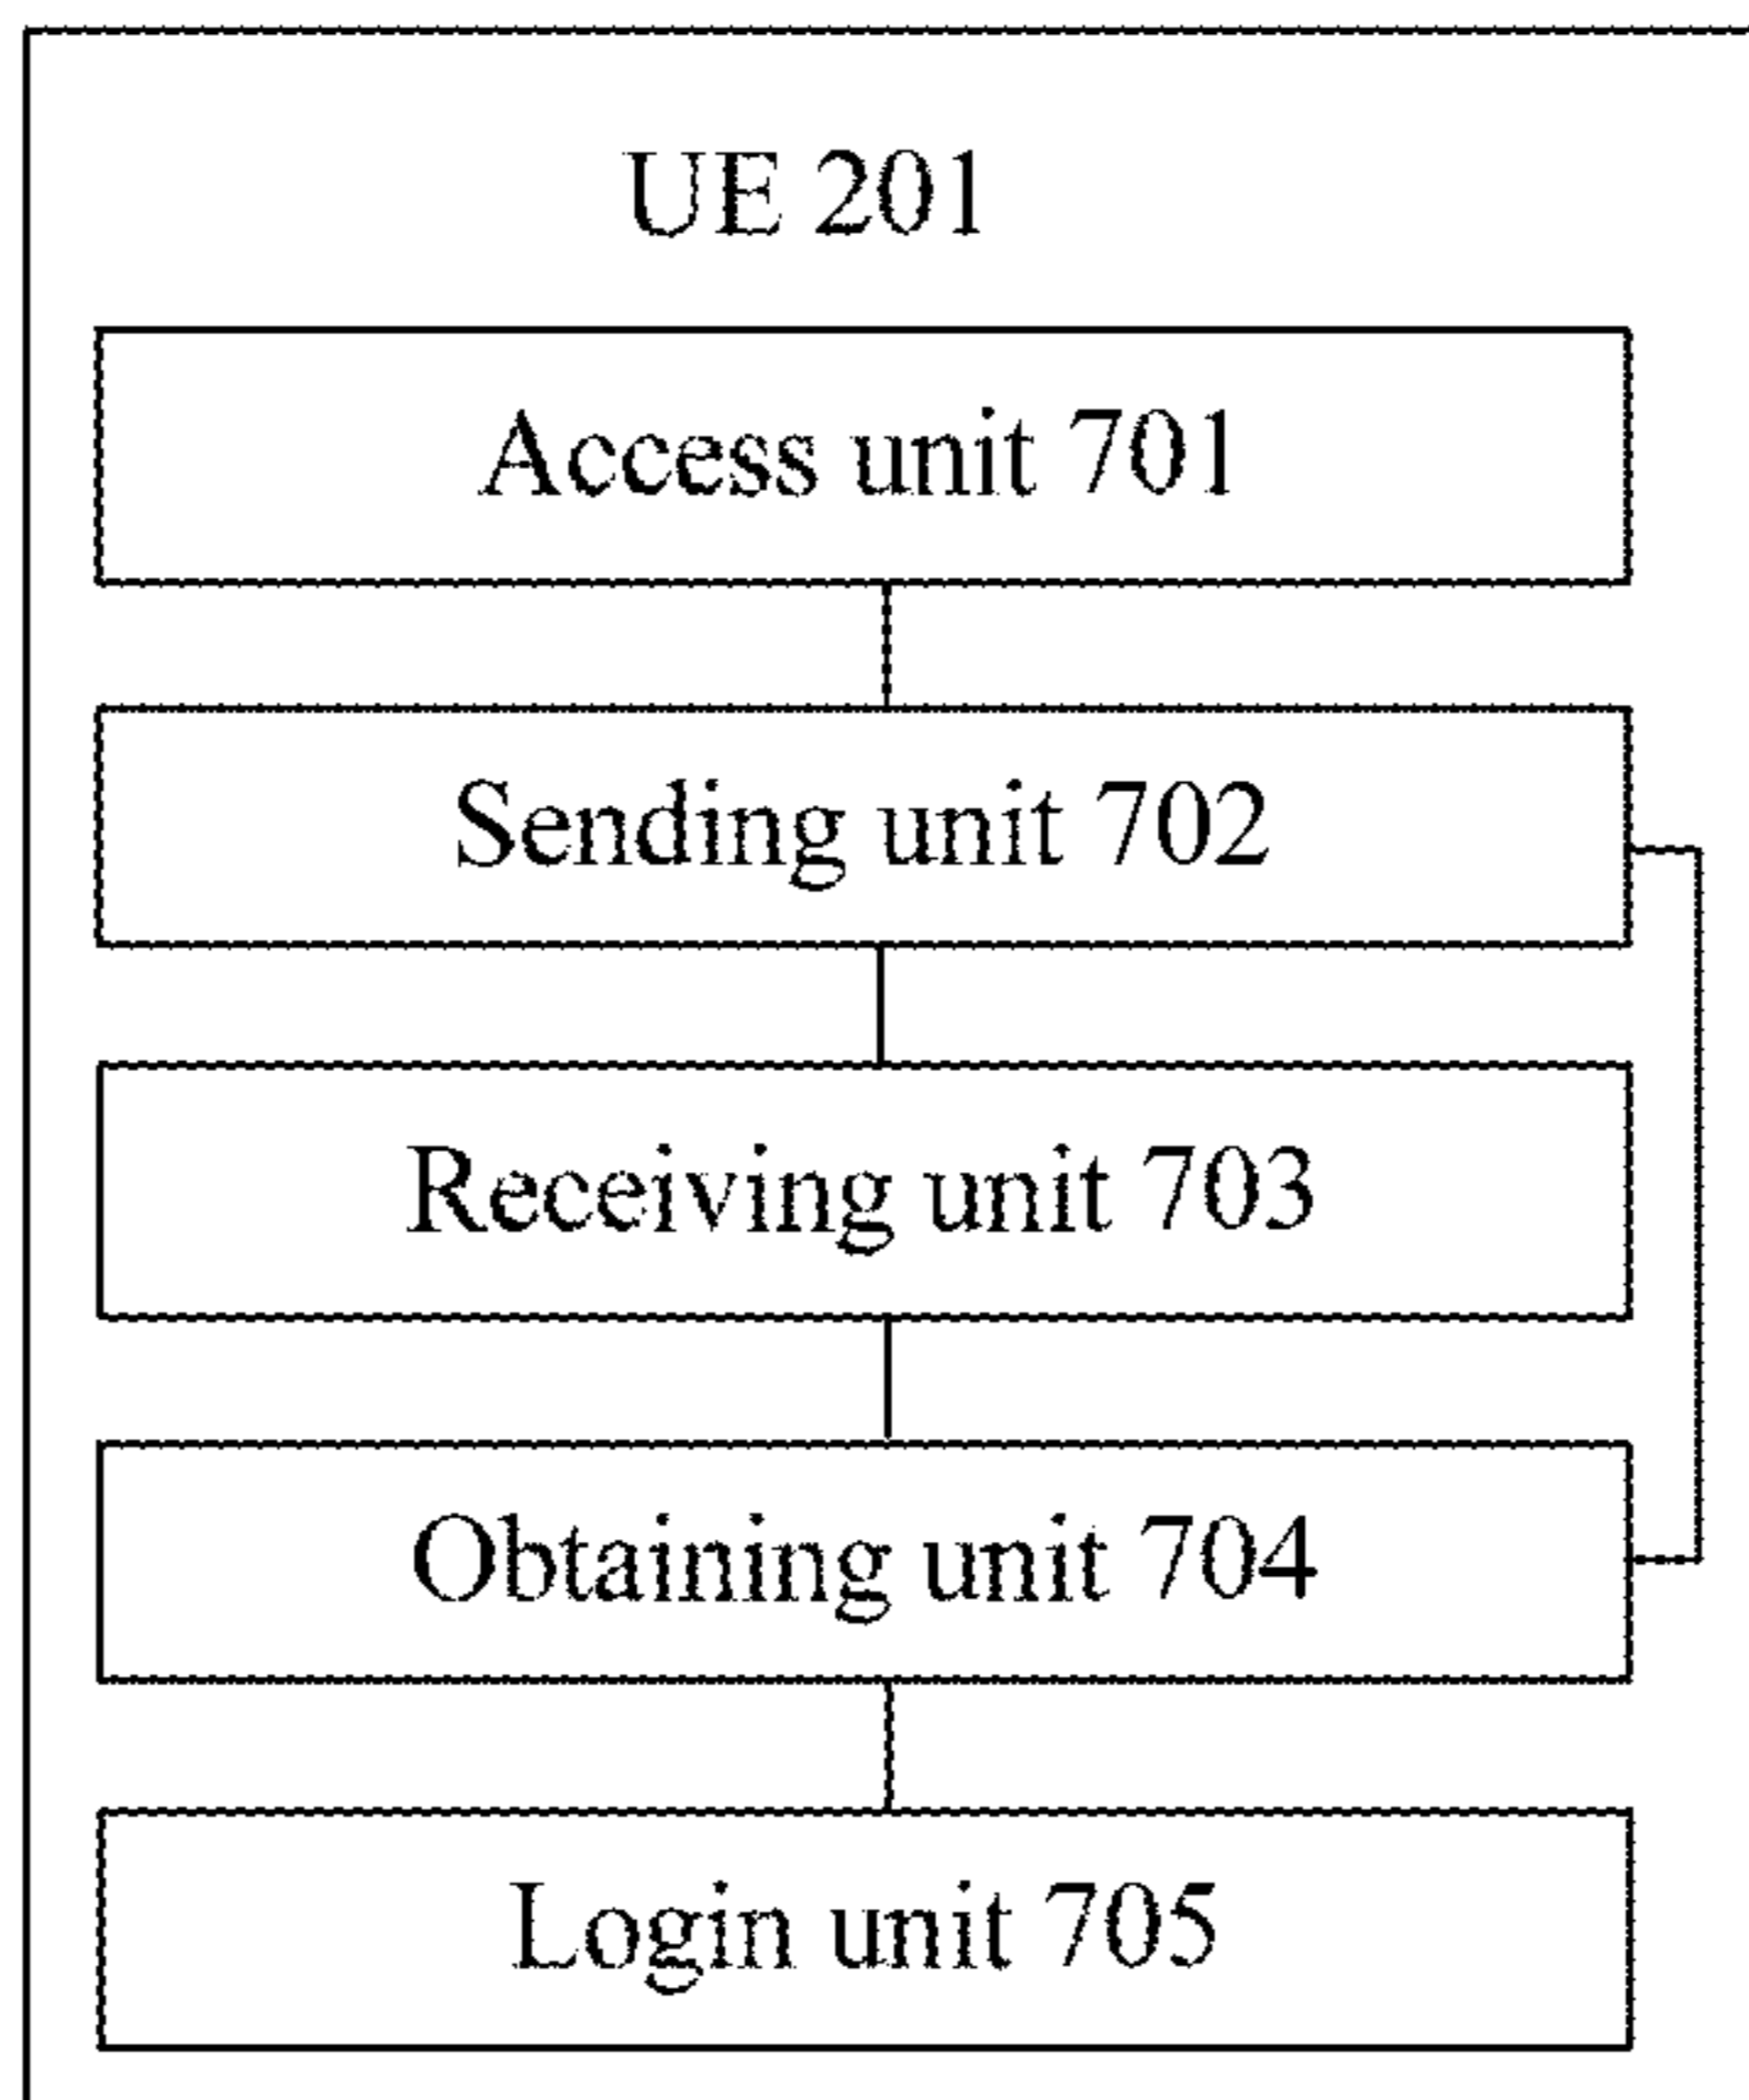 UE 201
Access unit 701
Sending unit 702
Receiving unit 703
Obtaining unit 704
Login unit 705